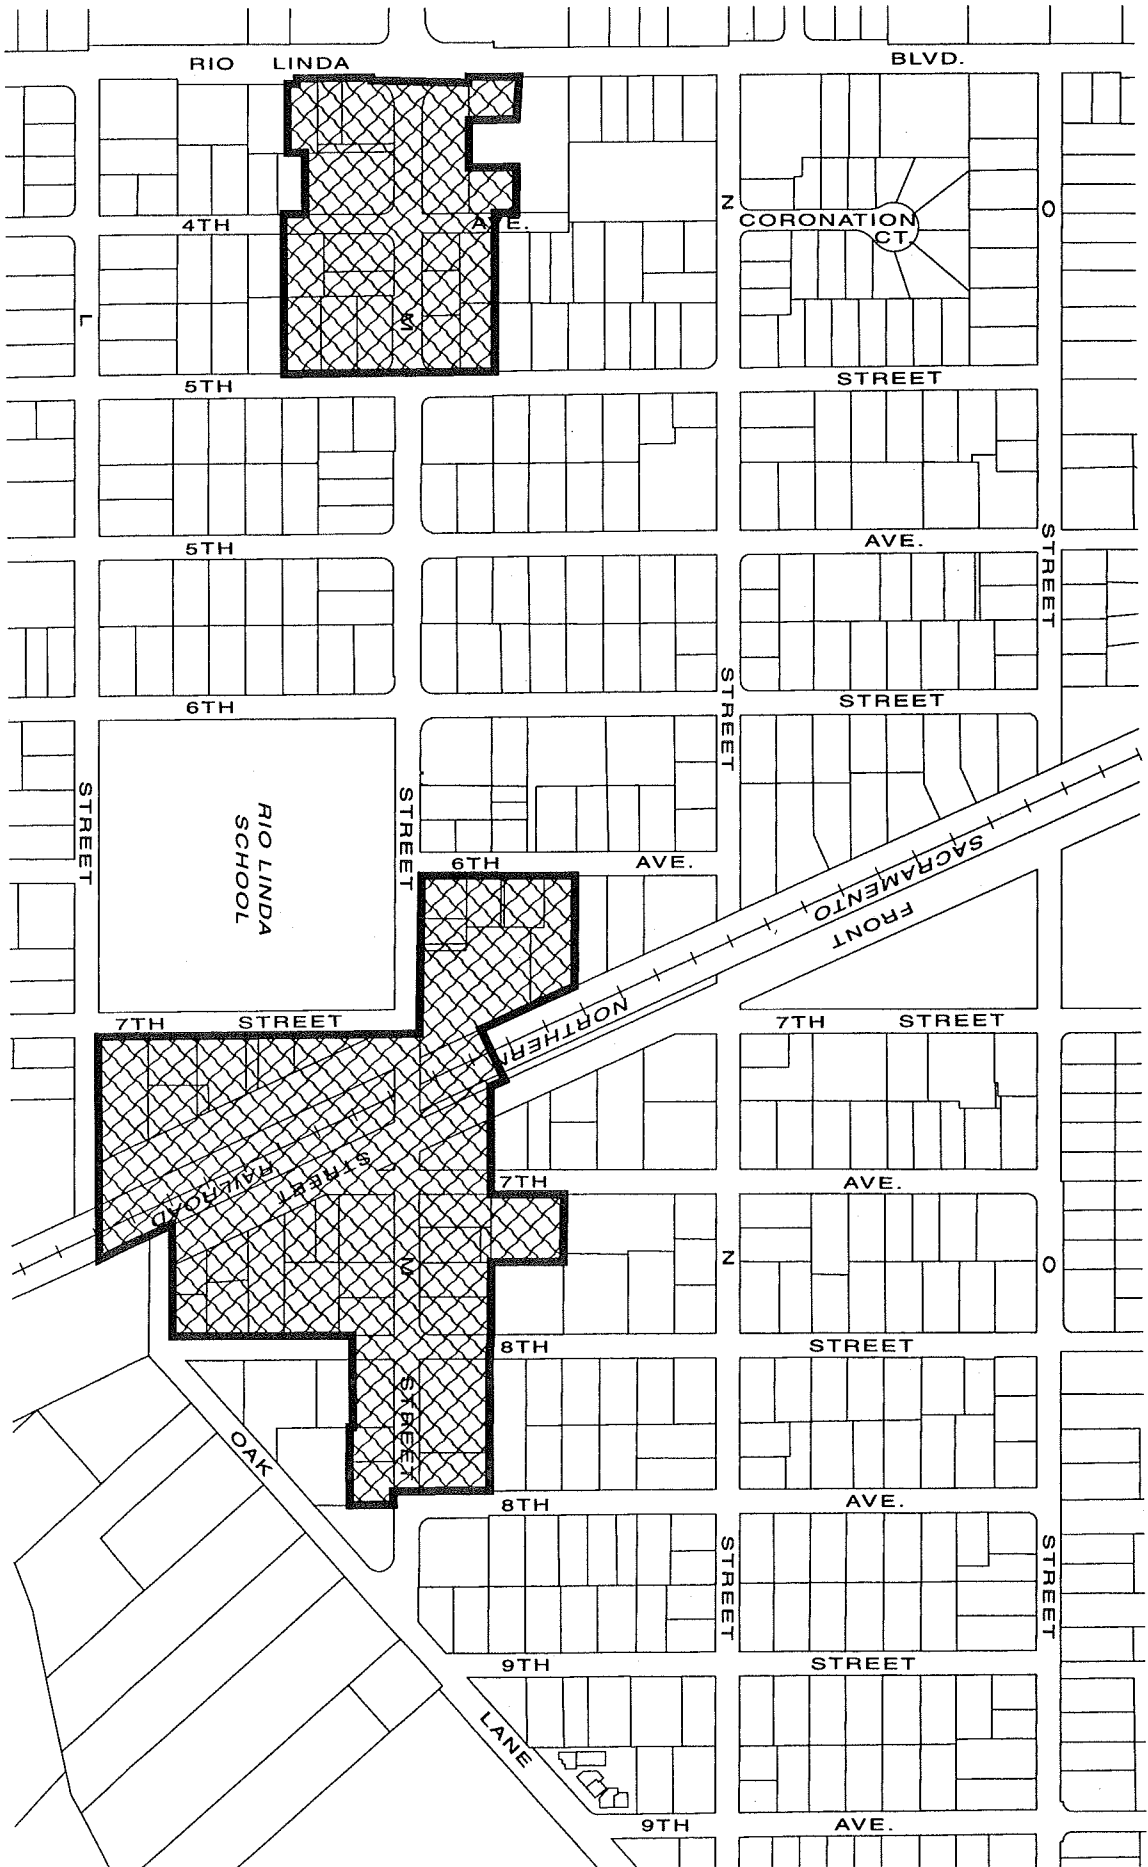 RIO LINDA BLVD.
4TH AVE.
N
CORONATION
CT.
O
L
M
5TH STREET
5TH AVE.
STREET
6TH STREET
STREET
STREET
STREET
RIO LINDA
SCHOOL
6TH AVE.
SACRAMENTO
FRONT
NORTHERN
7TH STREET
7TH STREET
RAILROAD
STREET
7TH AVE.
M
N
O
8TH STREET
STREET
OAK
8TH AVE.
STREET
STREET
9TH STREET
LANE
9TH AVE.